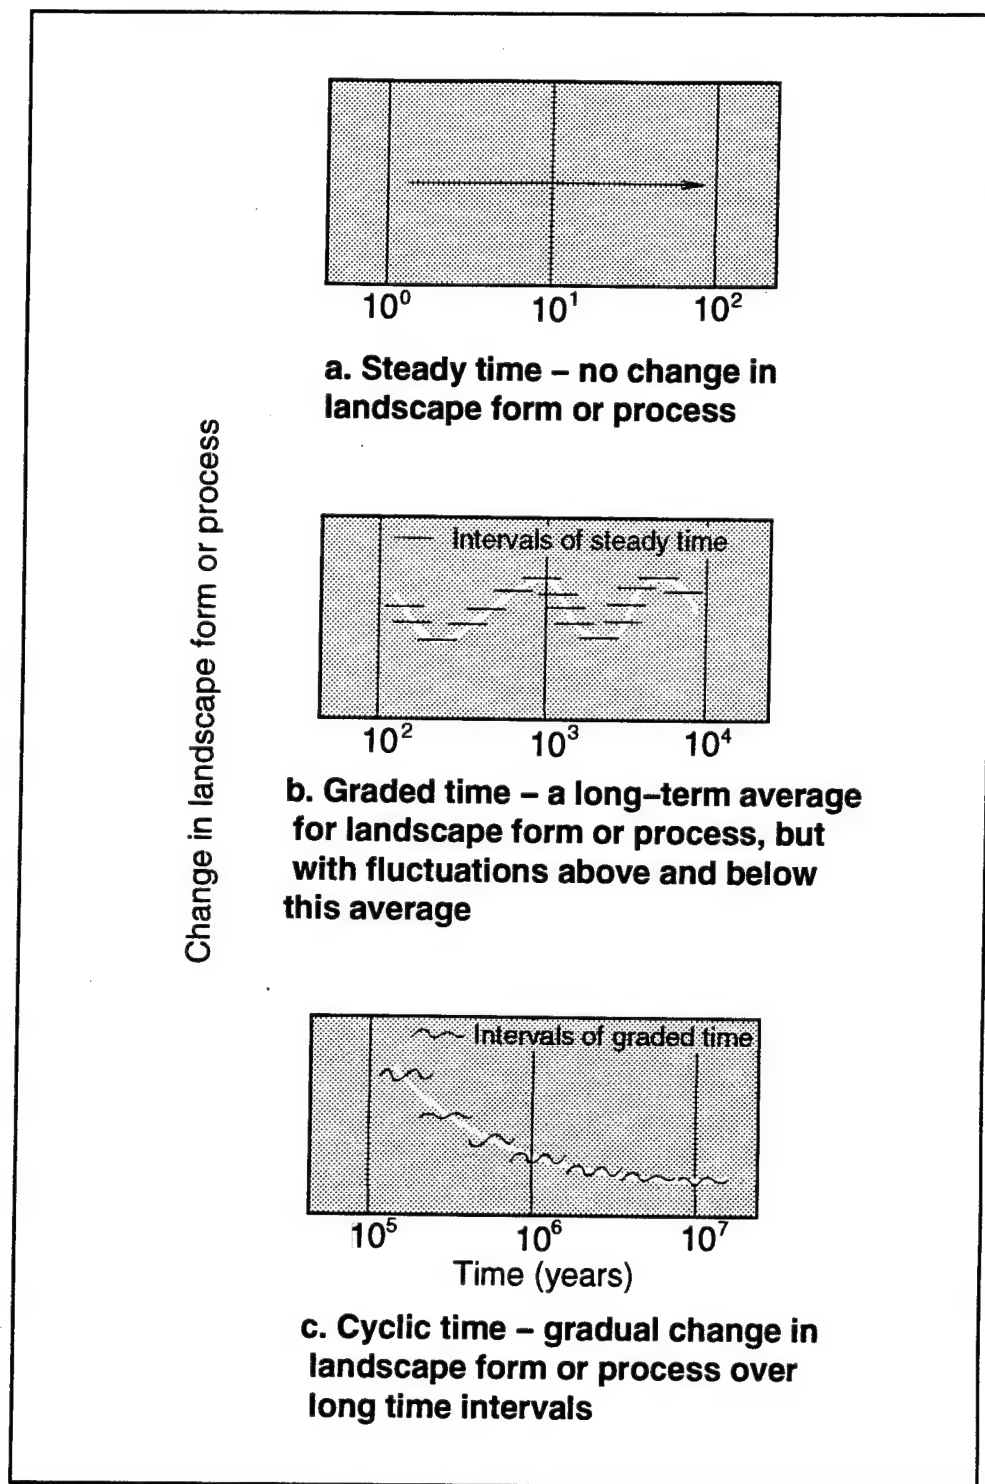 10⁰ 10¹ 10²
a. Steady time – no change in
landscape form or process
Change in landscape form or process
Intervals of steady time
10² 10³ 10⁴
b. Graded time – a long–term average
for landscape form or process, but
with fluctuations above and below
this average
Intervals of graded time
10⁵ 10⁶ 10⁷
Time (years)
c. Cyclic time – gradual change in
landscape form or process over
long time intervals